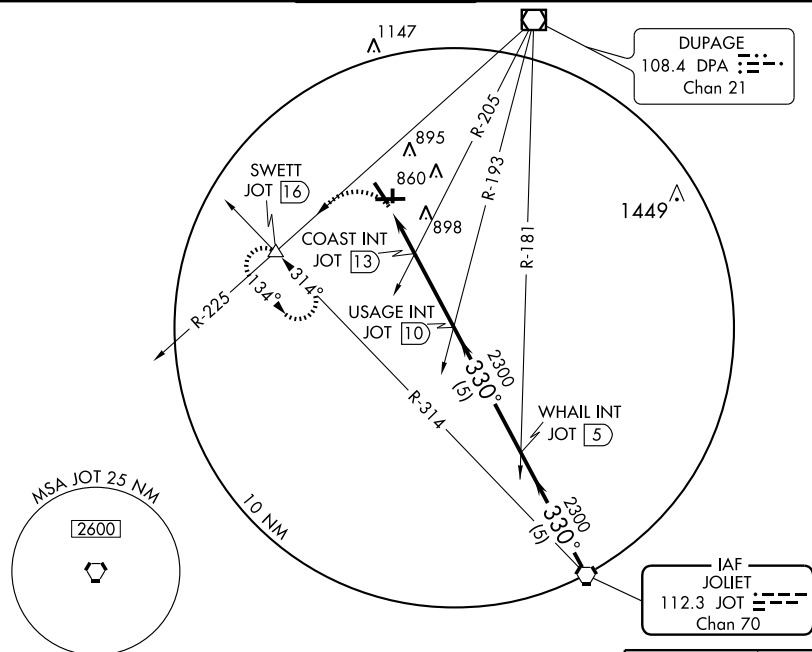 1147
DUPAGE
108.4 DPA
Chan 21
R-205
895
SWETT
JOT 16
860
R-193
1449
898
COAST INT
JOT 13
R-181
314°
134°
R-225
USAGE INT
JOT 10
2300
330°
(5)
R-314
WHAIL INT
JOT 5
MSA JOT 25 NM
2600
10 NM
2300
330°
(5)
IAF
JOLIET
112.3 JOT
Chan 70